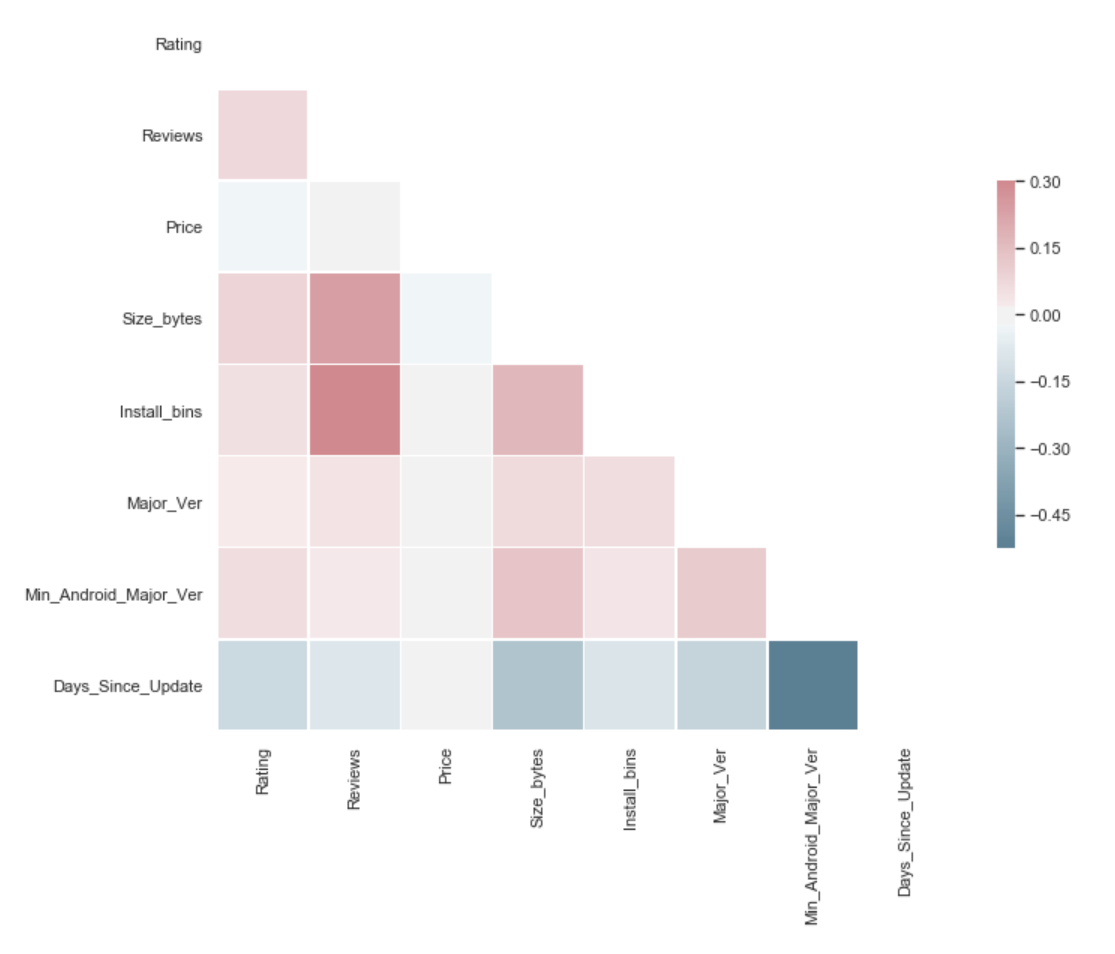 Rating
Reviews
Price
Size_bytes
Install_bins
Major_Ver
Min_Android_Major_Ver
Days_Since_Update
Rating
Reviews
Price
Size_bytes
Install_bins
Major_Ver
Min_Android_Major_Ver
Days_Since_Update
0.30
0.15
0.00
−0.15
−0.30
−0.45